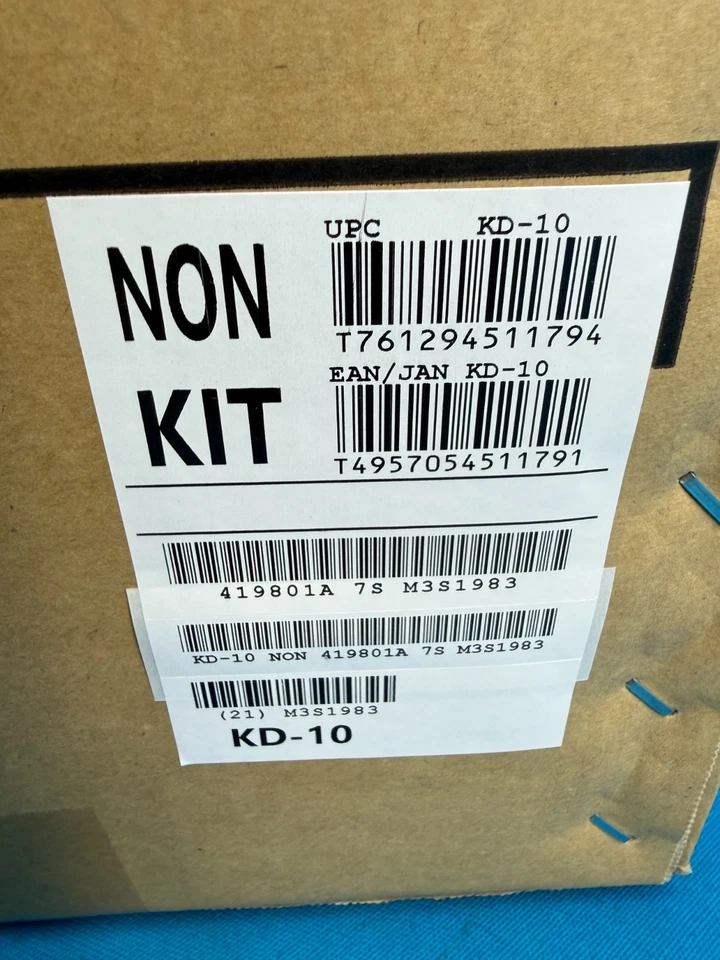 NON
KIT
UPC KD-10
T761294511794
EAN/JAN KD-10
T4957054511791
419801A 7S M3S1983
KD-10 NON 419801A 7S M3S1983
(21) M3S1983
KD-10